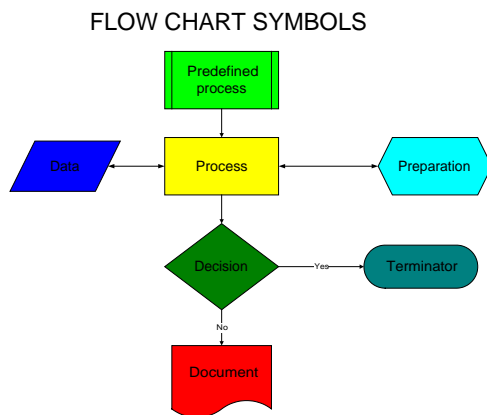 FLOW CHART SYMBOLS
Predefined
process
Data
Process
Preparation
Decision
Yes
Terminator
No
Document